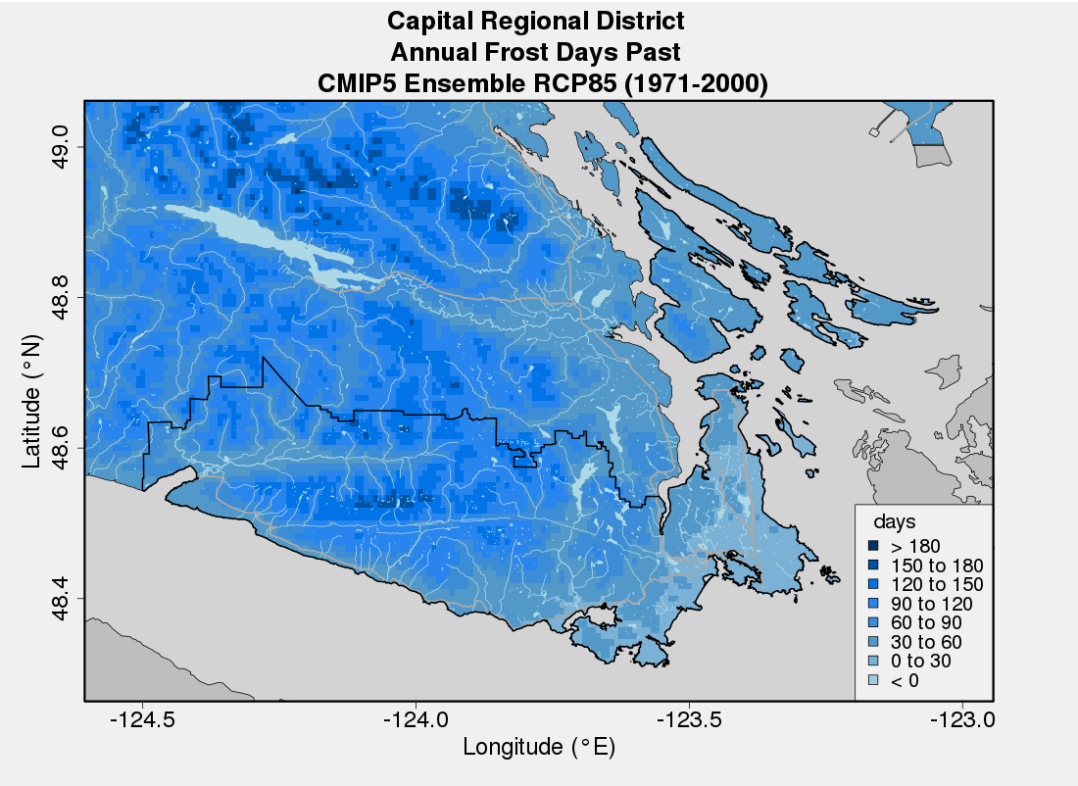 Capital Regional District
Annual Frost Days Past
CMIP5 Ensemble RCP85 (1971-2000)
49.0
48.8
48.6
48.4
Latitude (°N)
days
> 180
150 to 180
120 to 150
90 to 120
60 to 90
30 to 60
0 to 30
< 0
-124.5 -124.0 -123.5 -123.0
Longitude (°E)